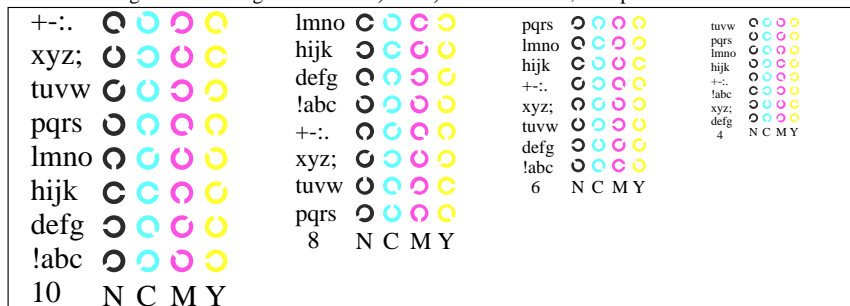 +-:.
xyz;
tuvw
pqrs
lmno
hijk
defg
!abc
10 N C M Y
lmno
hijk
defg
!abc
+-:.
xyz;
tuvw
pqrs
8 N C M Y
pqrs
lmno
hijk
+-:.
xyz;
tuvw
defg
!abc
6 N C M Y
tuvw
pqrs
lmno
hijk
+-:.
!abc
xyz;
defg
4 N C M Y